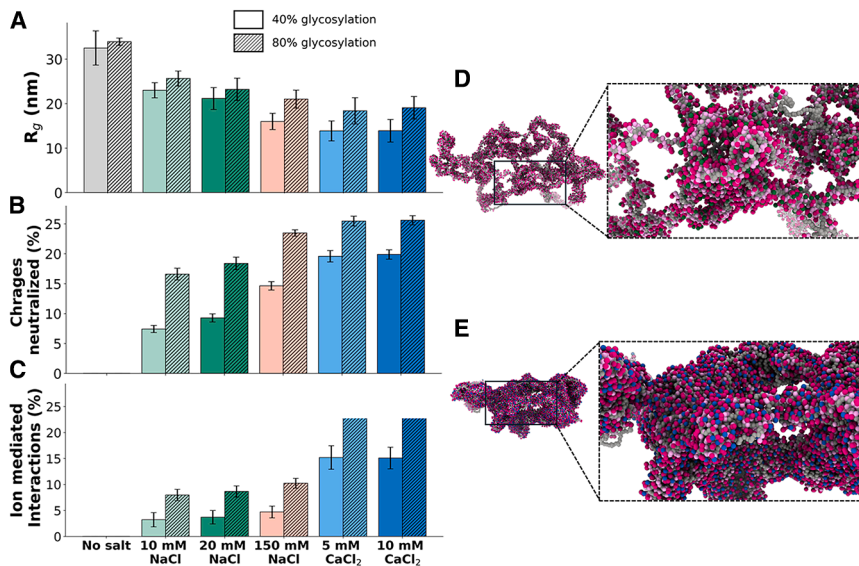 A
40% glycosylation
80% glycosylation
Rg (nm)
30
20
10
0
B
Chrages
neutralized (%)
25
20
15
10
5
0
C
Ion mediated
Interactions (%)
25
20
15
10
5
0
No salt
10 mM
NaCl
20 mM
NaCl
150 mM
NaCl
5 mM
CaCl₂
10 mM
CaCl₂
D
E